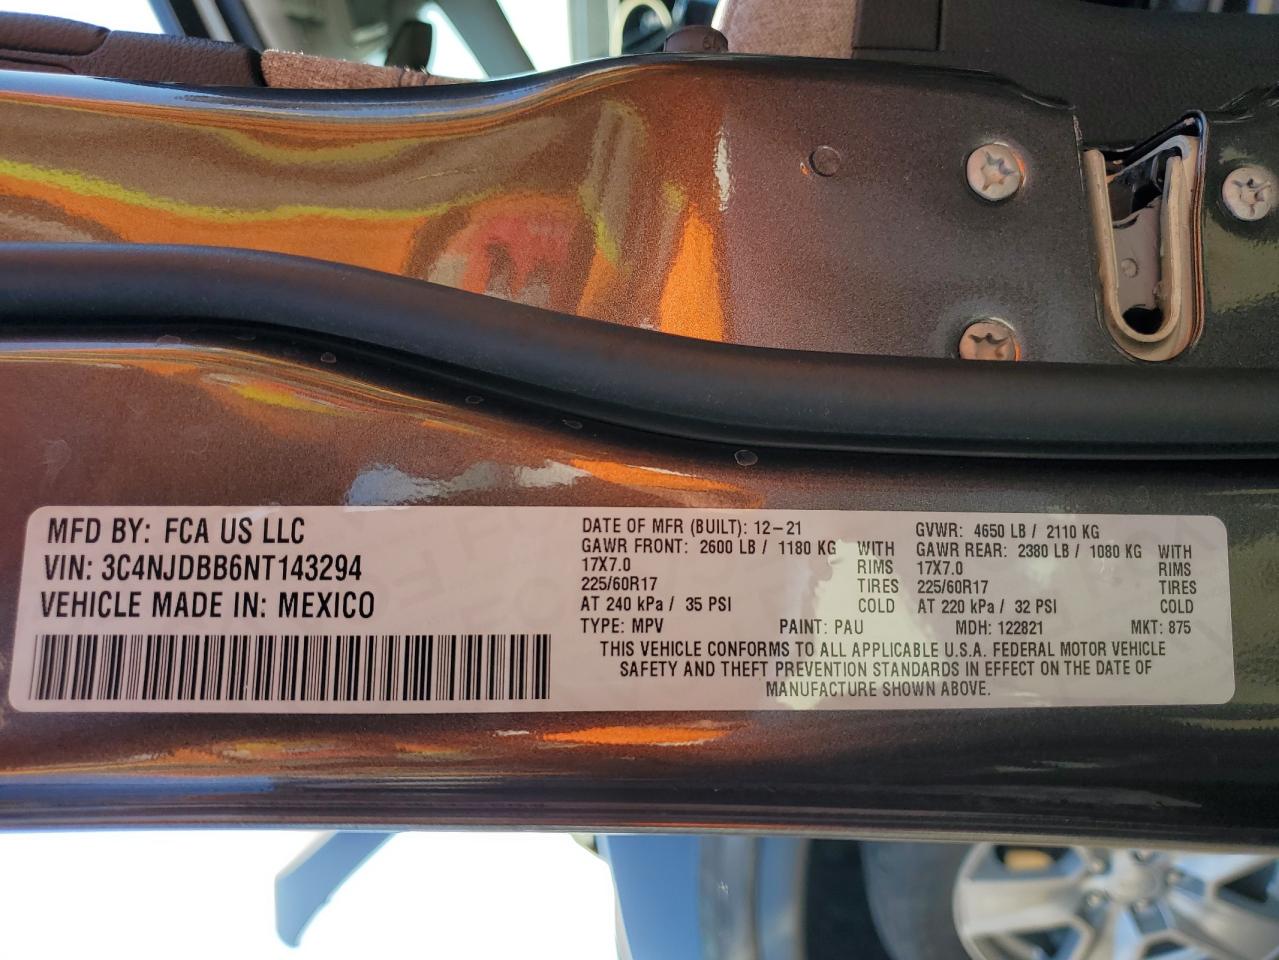 MFD BY: FCA US LLC
VIN: 3C4NJDBB6NT143294
VEHICLE MADE IN: MEXICO
DATE OF MFR (BUILT): 12-21
GAWR FRONT: 2600 LB / 1180 KG WITH
17X7.0 RIMS
225/60R17 TIRES
AT 240 kPa / 35 PSI COLD
GVWR: 4650 LB / 2110 KG
GAWR REAR: 2380 LB / 1080 KG WITH
17X7.0 RIMS
225/60R17 TIRES
AT 220 kPa / 32 PSI COLD
TYPE: MPV PAINT: PAU MDH: 122821 MKT: 875
THIS VEHICLE CONFORMS TO ALL APPLICABLE U.S.A. FEDERAL MOTOR VEHICLE
SAFETY AND THEFT PREVENTION STANDARDS IN EFFECT ON THE DATE OF
MANUFACTURE SHOWN ABOVE.